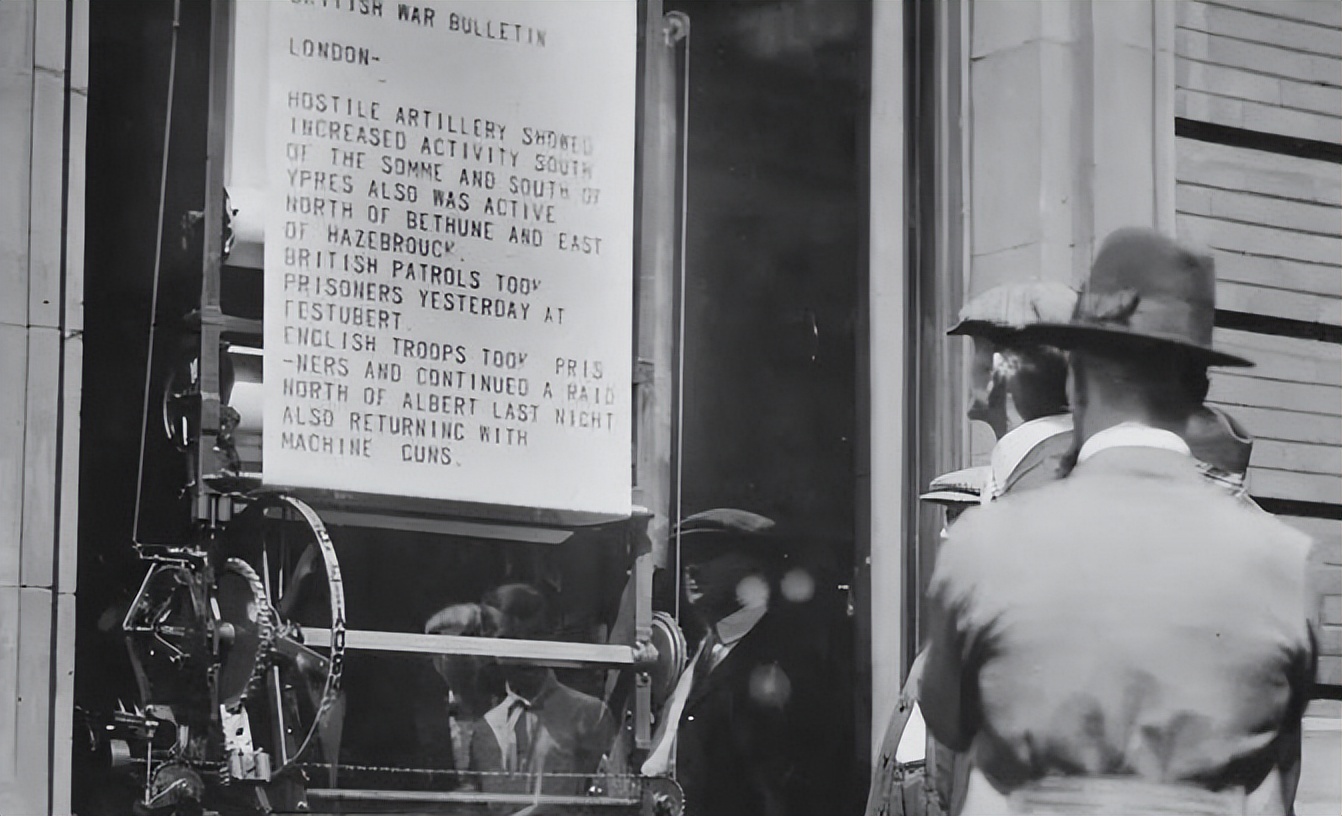 BRITISH WAR BULLETIN
LONDON-
HOSTILE ARTILLERY SHOWED
INCREASED ACTIVITY SOUTH
OF THE SOMME AND SOUTH OF
YPRES ALSO WAS ACTIVE
NORTH OF BETHUNE AND EAST
OF HAZEBROUCK.
BRITISH PATROLS TOOK
PRISONERS YESTERDAY AT
FESTUBERT.
ENGLISH TROOPS TOOK PRIS
-NERS AND CONTINUED A RAID
NORTH OF ALBERT LAST NIGHT
ALSO RETURNING WITH
MACHINE GUNS.